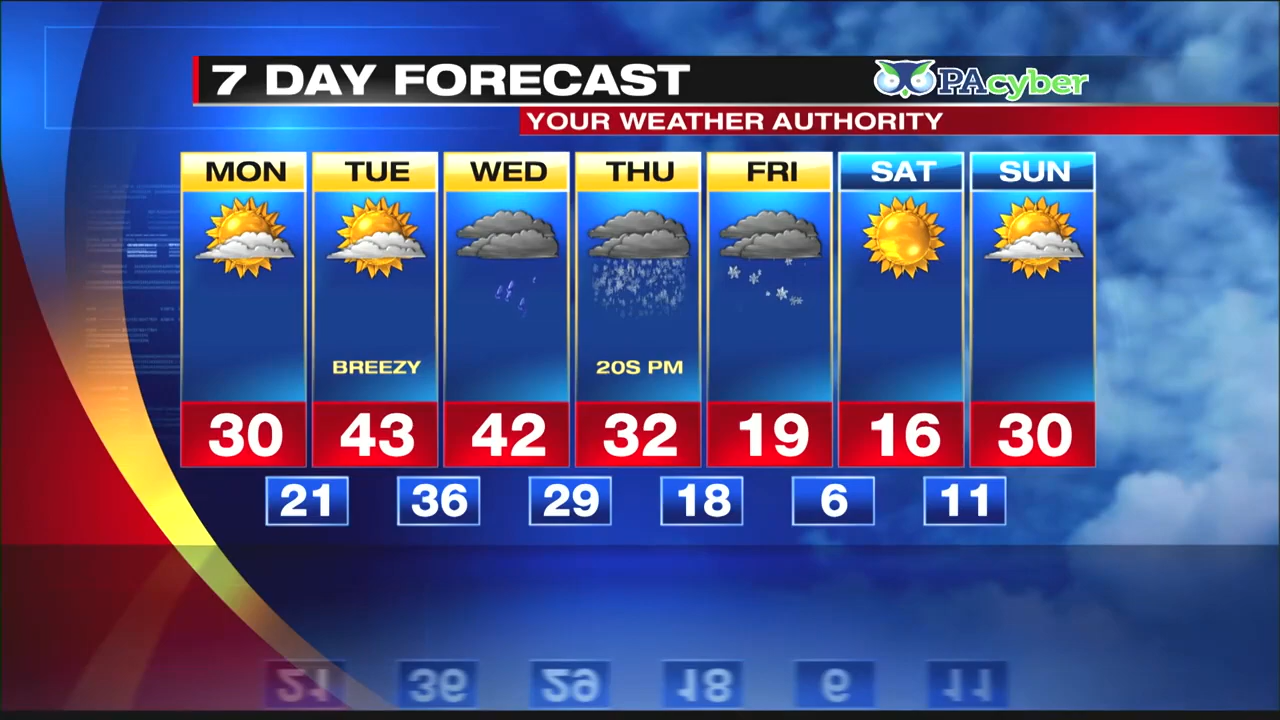 7 DAY FORECAST
PAcyber
YOUR WEATHER AUTHORITY
MON TUE WED THU FRI SAT SUN
BREEZY 20S PM
30 43 42 32 19 16 30
21 36 29 18 6 11